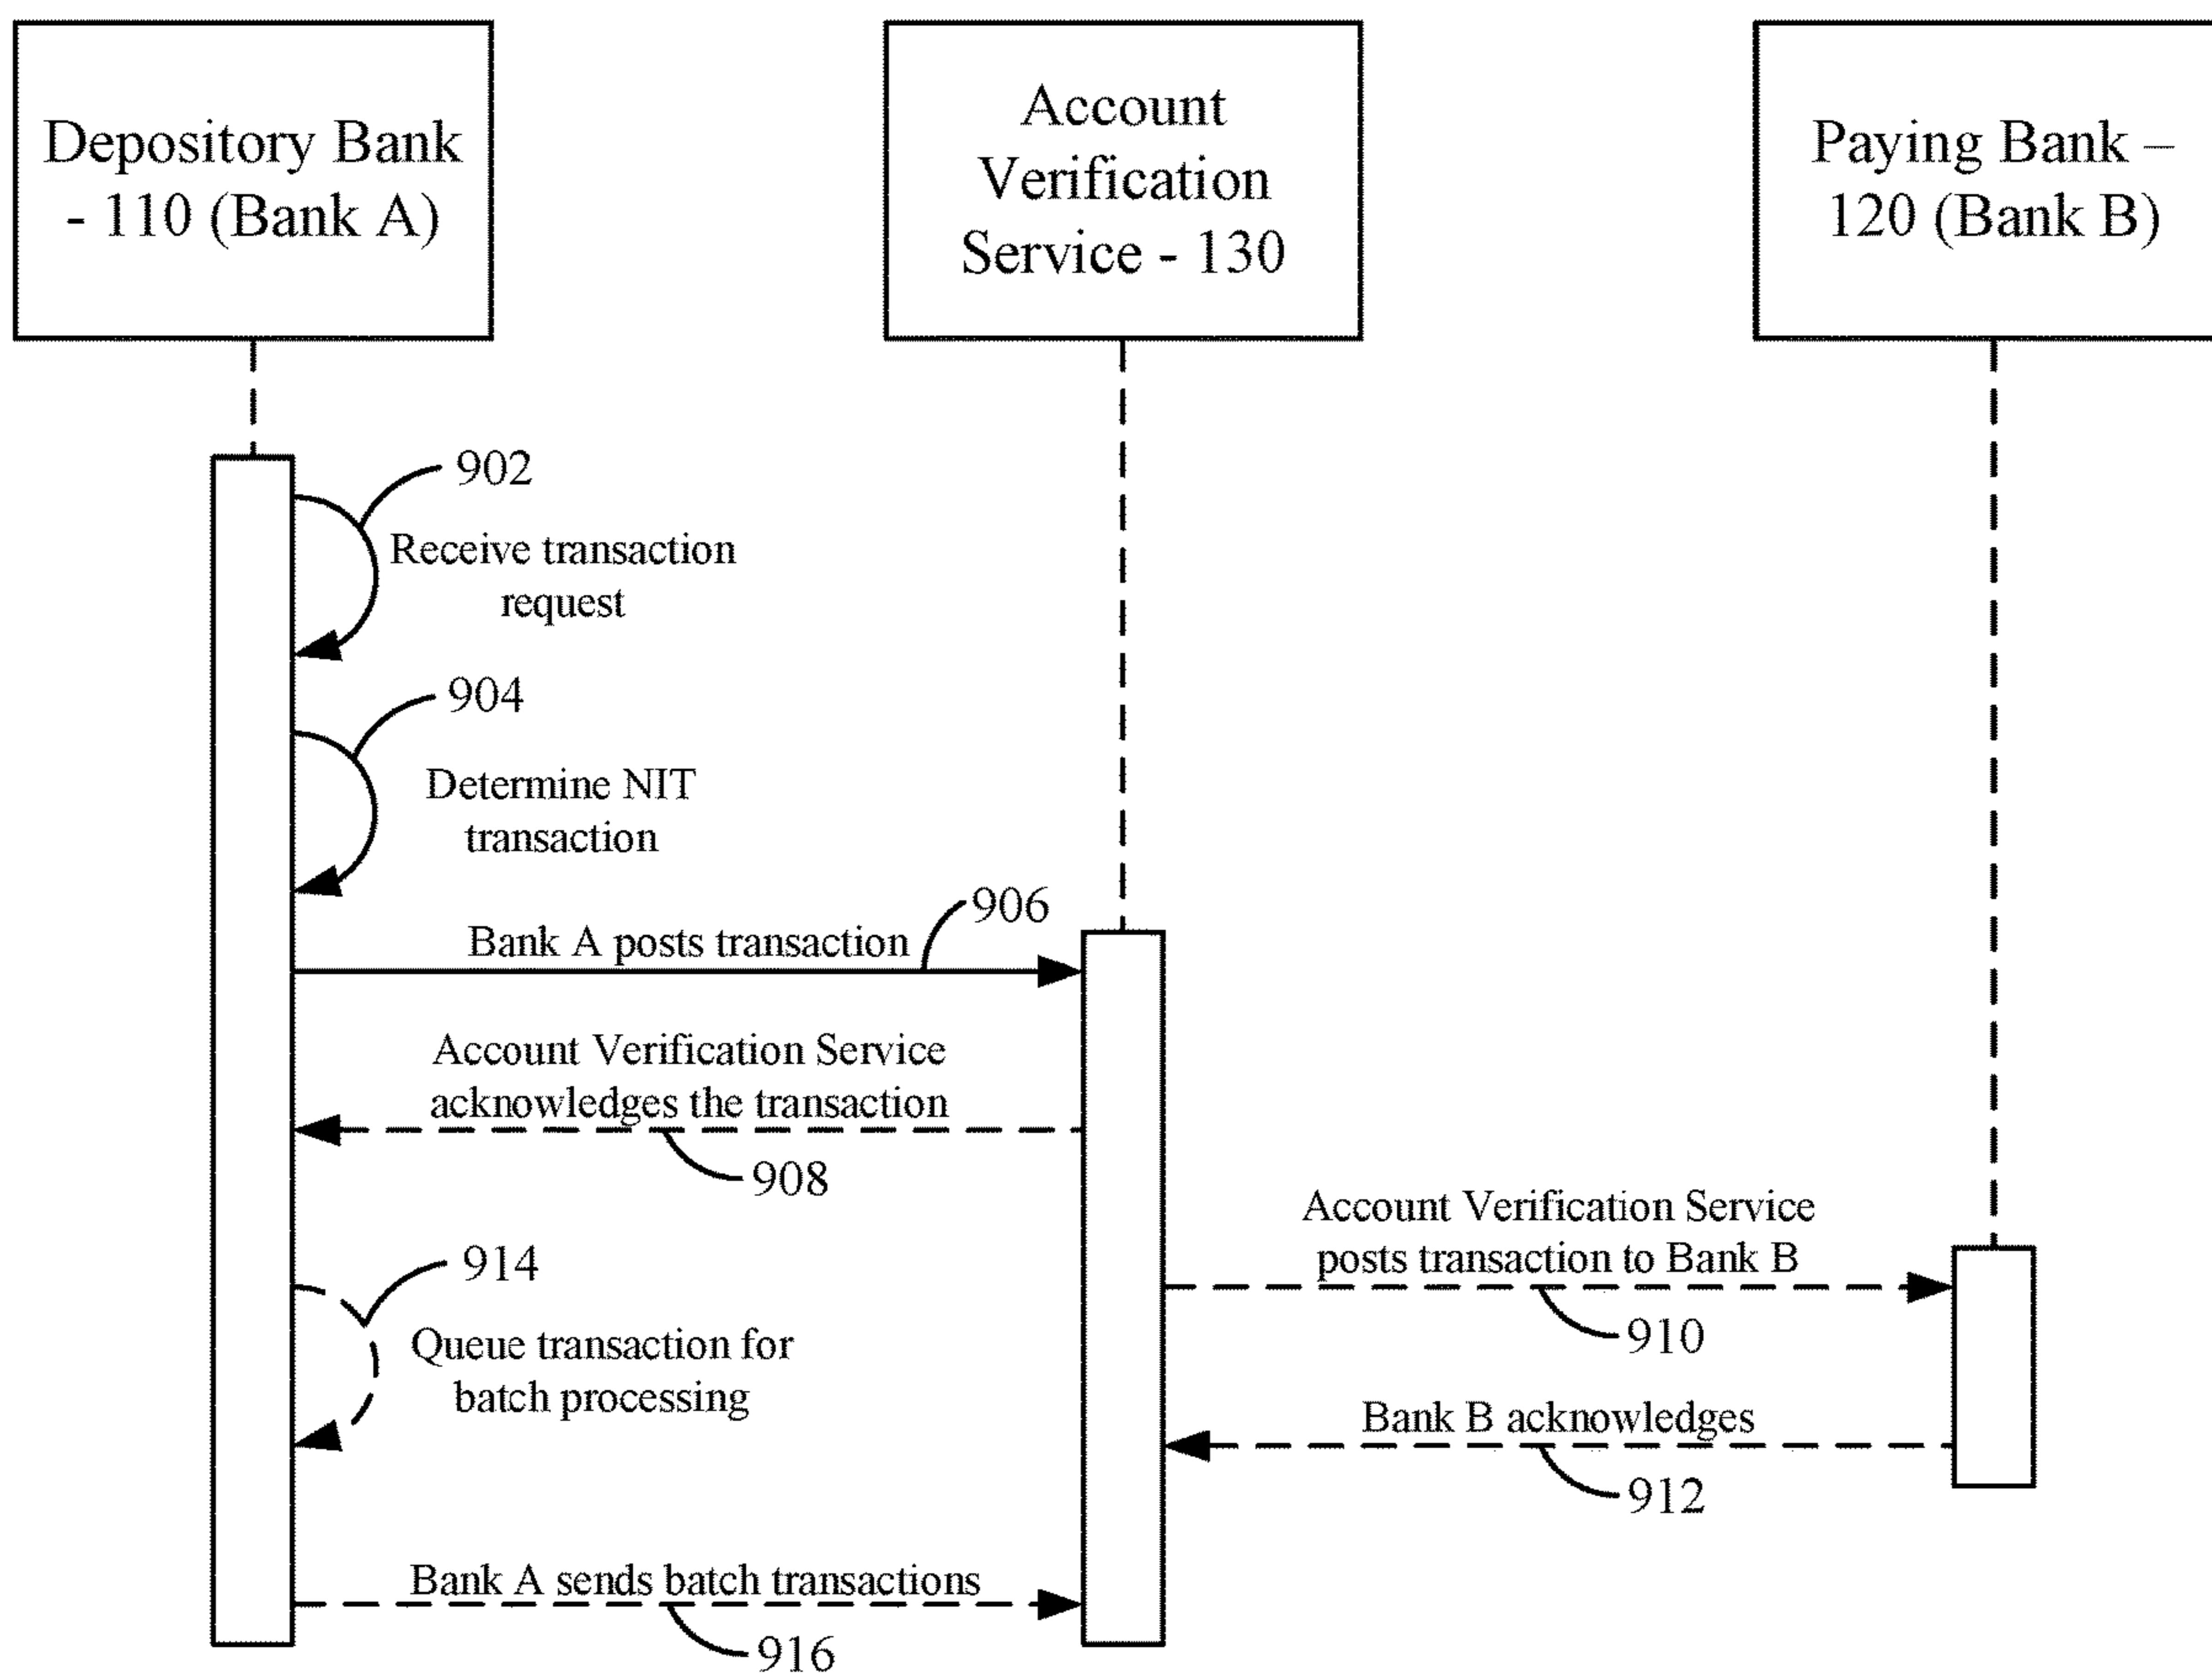 Depository Bank
- 110 (Bank A)
Account
Verification
Service - 130
Paying Bank –
120 (Bank B)
902
Receive transaction
request
904
Determine NIT
transaction
906
Bank A posts transaction
Account Verification Service
acknowledges the transaction
908
Account Verification Service
posts transaction to Bank B
910
914
Queue transaction for
batch processing
Bank B acknowledges
912
Bank A sends batch transactions
916